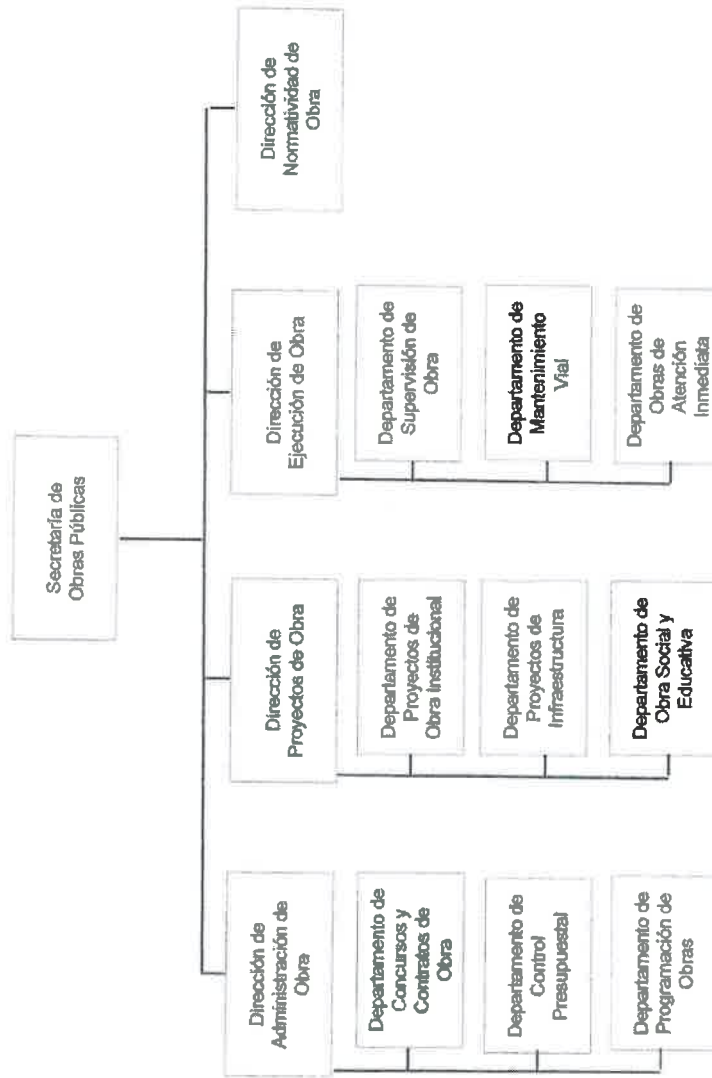 Secretaría de
Obras Públicas
Dirección de
Administración de
Obra
Departamento de
Concursos y
Contratos de
Obra
Departamento de
Control
Presupuestal
Departamento de
Programación de
Obras
Dirección de
Proyectos de Obra
Departamento de
Proyectos de
Obra Institucional
Departamento de
Proyectos de
Infraestructura
Departamento de
Obra Social y
Educativa
Dirección de
Ejecución de Obra
Departamento de
Supervisión de
Obra
Departamento de
Mantenimiento
Vial
Departamento de
Obras de
Atención
Inmediata
Dirección de
Normatividad de
Obra